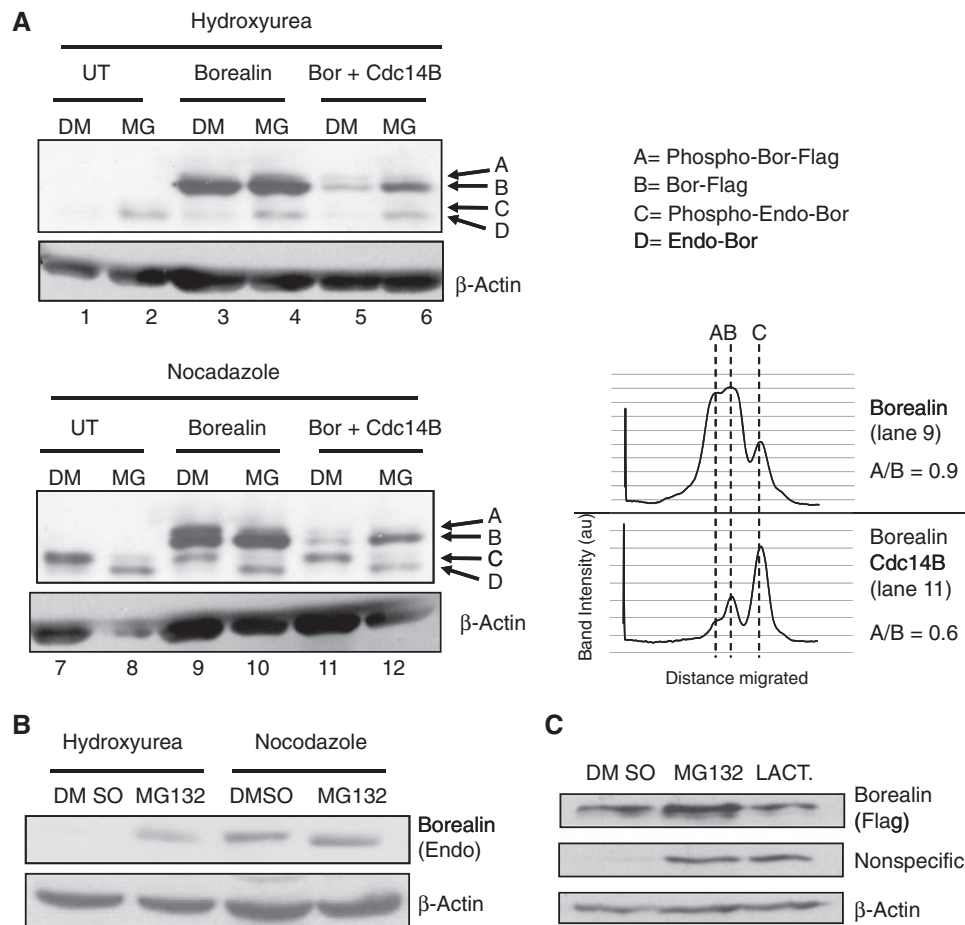 A
Hydroxyurea
UT Borealin Bor + Cdc14B
DM MG DM MG DM MG
A
B
C
D
β-Actin
1 2 3 4 5 6
A= Phospho-Bor-Flag
B= Bor-Flag
C= Phospho-Endo-Bor
D= Endo-Bor
Nocadazole
UT Borealin Bor + Cdc14B
DM MG DM MG DM MG
A
B
C
D
β-Actin
7 8 9 10 11 12
AB C
Borealin
(lane 9)
A/B = 0.9
Borealin
Cdc14B
(lane 11)
A/B = 0.6
Band Intensity (au)
Distance migrated
B
Hydroxyurea Nocodazole
DM SO MG132 DMSO MG132
Borealin
(Endo)
β-Actin
C
DM SO MG132 LACT.
Borealin
(Flag)
Nonspecific
β-Actin